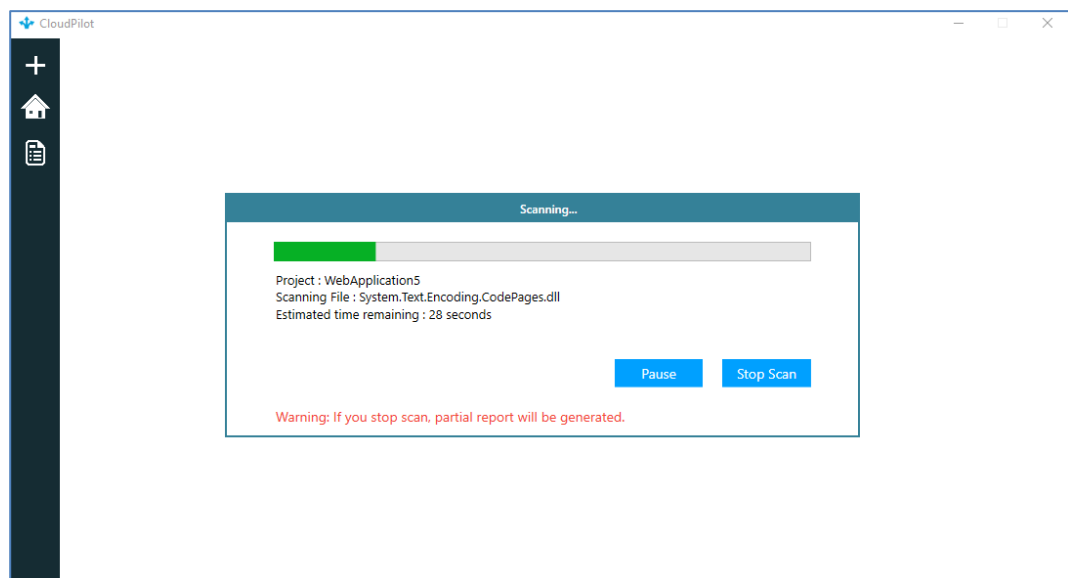 CloudPilot
Scanning...
Project : WebApplication5
Scanning File : System.Text.Encoding.CodePages.dll
Estimated time remaining : 28 seconds
Pause
Stop Scan
Warning: If you stop scan, partial report will be generated.